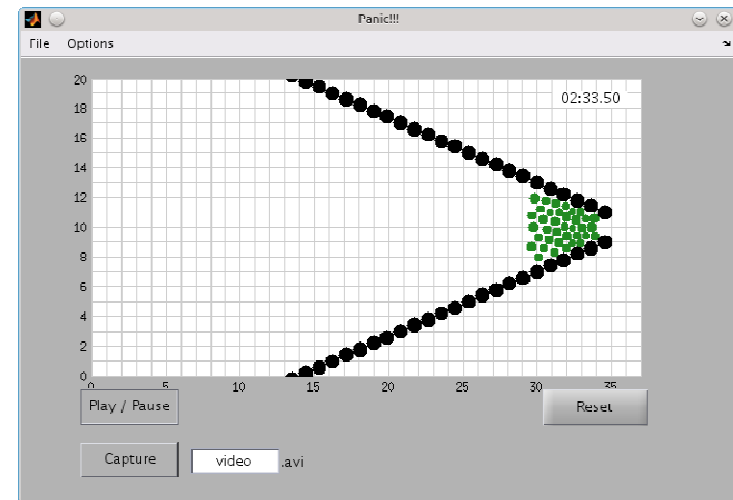 Panic!!!
File Options
20
02:33.50
18
16
14
12
10
8
6
4
2
0
0 5 10 15 20 25 30 35
Play / Pause
Reset
Capture
video .avi